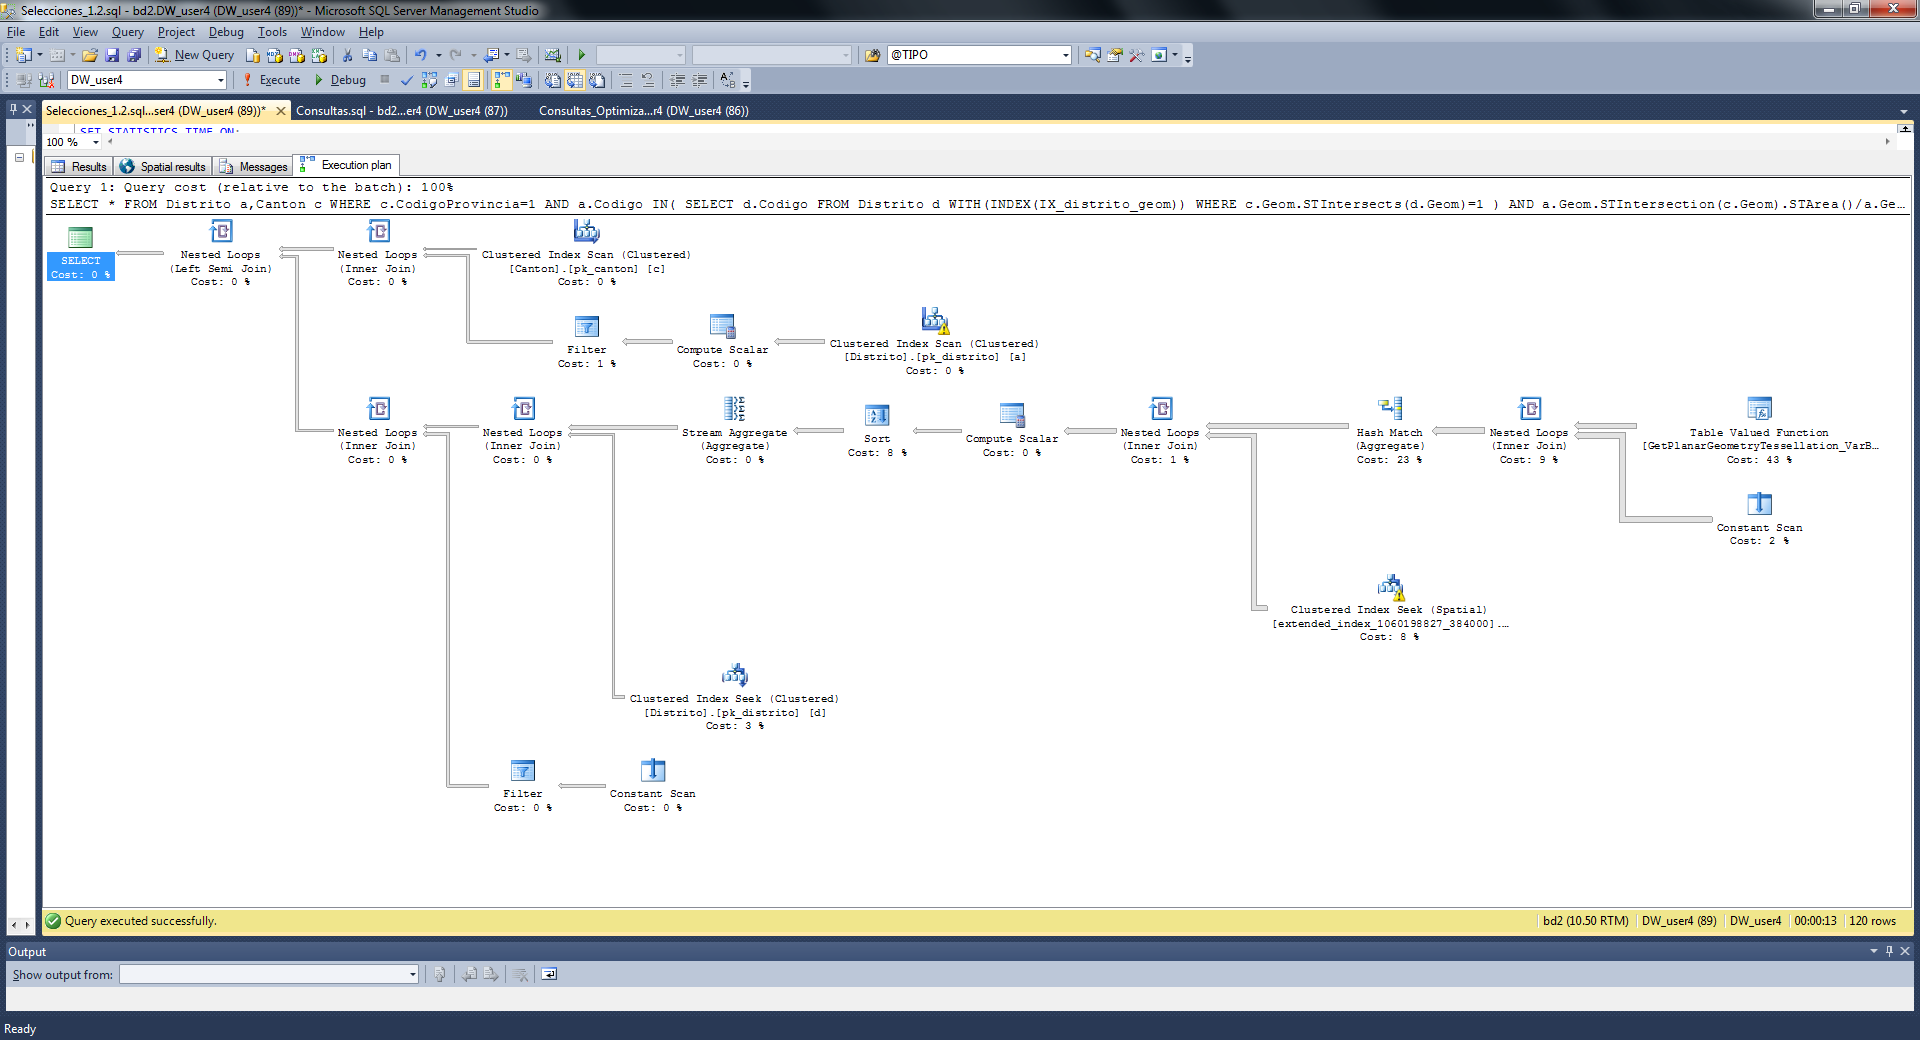 Selecciones_1.2.sql - bd2.DW_user4 (DW_user4 (89))* - Microsoft SQL Server Management Studio
File Edit View Query Project Debug Tools Window Help
New Query @TIPO
DW_user4 Execute Debug
Selecciones_1.2.sql...ser4 (DW_user4 (89))* Consultas.sql - bd2...er4 (DW_user4 (87)) Consultas_Optimiza...r4 (DW_user4 (86))
SET STATISTICS TIME ON;
100 %
Results Spatial results Messages Execution plan
Query 1: Query cost (relative to the batch): 100%
SELECT * FROM Distrito a,Canton c WHERE c.CodigoProvincia=1 AND a.Codigo IN( SELECT d.Codigo FROM Distrito d WITH(INDEX(IX_distrito_geom)) WHERE c.Geom.STIntersects(d.Geom)=1 ) AND a.Geom.STIntersection(c.Geom).STArea()/a.Ge...
SELECT
Cost: 0 %
Nested Loops
(Left Semi Join)
Cost: 0 %
Nested Loops
(Inner Join)
Cost: 0 %
Clustered Index Scan (Clustered)
[Canton].[pk_canton] [c]
Cost: 0 %
Filter
Cost: 1 %
Compute Scalar
Cost: 0 %
Clustered Index Scan (Clustered)
[Distrito].[pk_distrito] [a]
Cost: 0 %
Nested Loops
(Inner Join)
Cost: 0 %
Nested Loops
(Inner Join)
Cost: 0 %
Stream Aggregate
(Aggregate)
Cost: 0 %
Sort
Cost: 8 %
Compute Scalar
Cost: 0 %
Nested Loops
(Inner Join)
Cost: 1 %
Hash Match
(Aggregate)
Cost: 23 %
Nested Loops
(Inner Join)
Cost: 9 %
Table Valued Function
[GetPlanarGeometryTessellation_VarB...
Cost: 43 %
Constant Scan
Cost: 2 %
Clustered Index Seek (Spatial)
[extended_index_1060198827_384000]....
Cost: 8 %
Clustered Index Seek (Clustered)
[Distrito].[pk_distrito] [d]
Cost: 3 %
Filter
Cost: 0 %
Constant Scan
Cost: 0 %
Query executed successfully. bd2 (10.50 RTM) DW_user4 (89) DW_user4 00:00:13 120 rows
Output
Show output from:
Ready